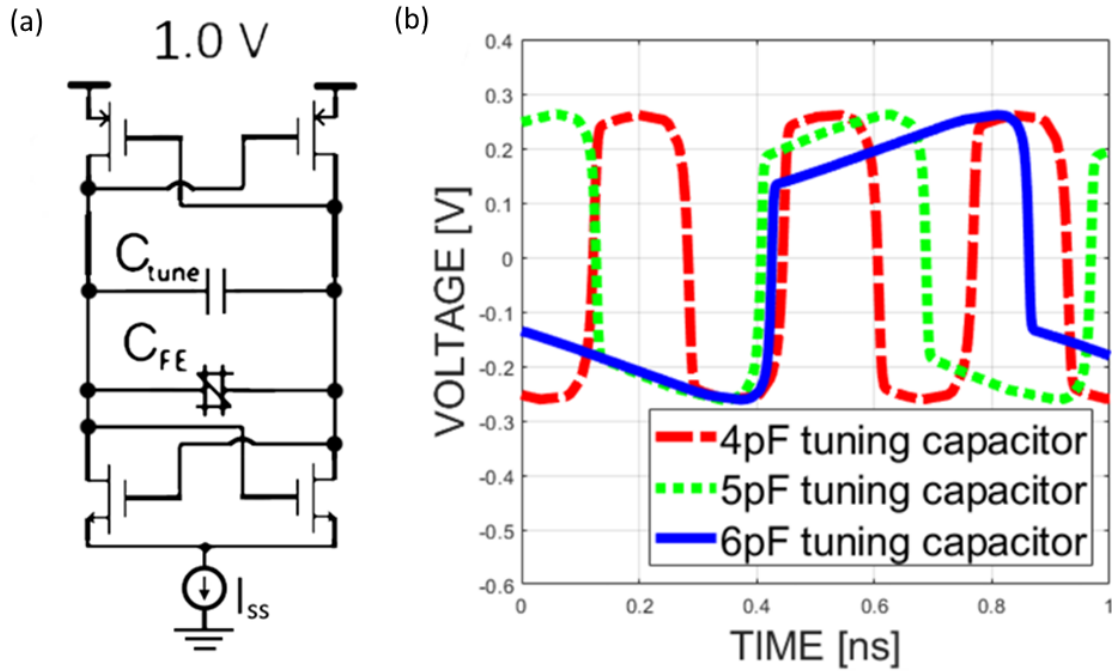 (a)
1.0 V
C_tune
C_FE
I_ss
(b)
VOLTAGE [V]
0.4
0.3
0.2
0.1
0
-0.1
-0.2
-0.3
-0.4
-0.5
-0.6
4pF tuning capacitor
5pF tuning capacitor
6pF tuning capacitor
0 0.2 0.4 0.6 0.8 1
TIME [ns]